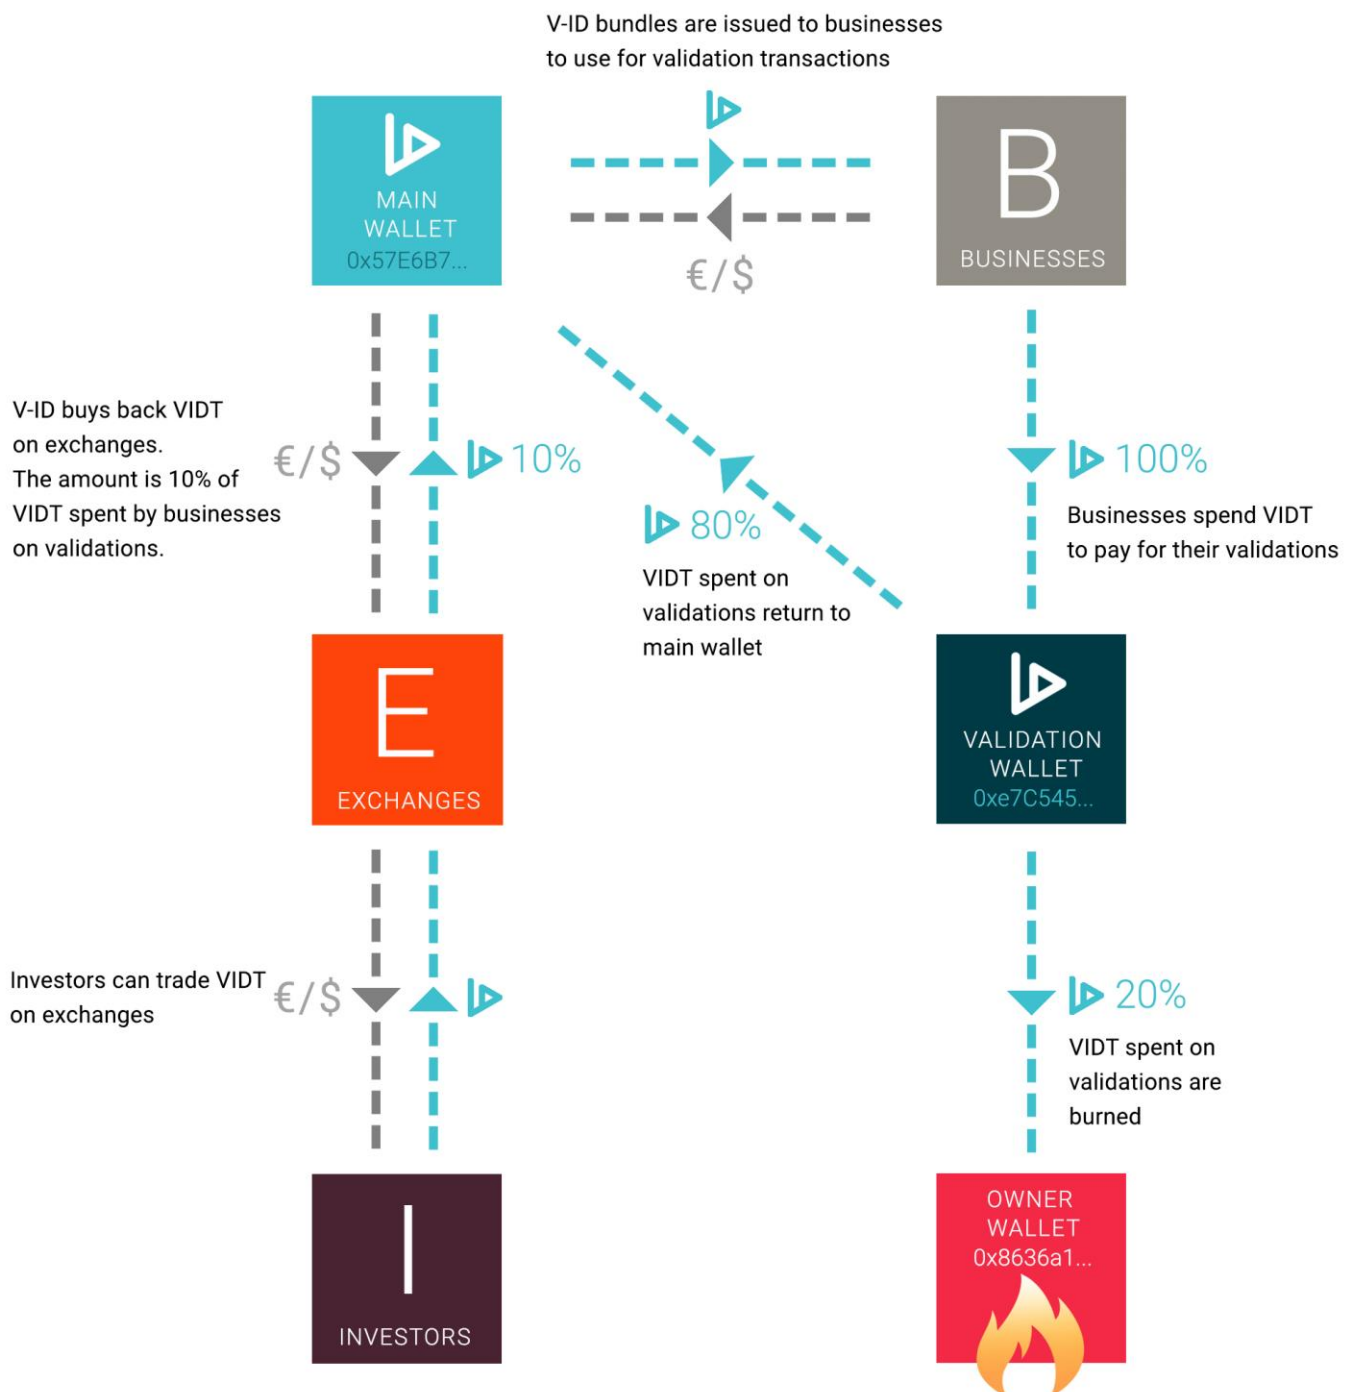 V-ID bundles are issued to businesses
to use for validation transactions
MAIN
WALLET
0x57E6B7...
€/$
B
BUSINESSES
V-ID buys back VIDT
on exchanges.
The amount is 10% of
VIDT spent by businesses
on validations.
€/$
10%
80%
VIDT spent on
validations return to
main wallet
100%
Businesses spend VIDT
to pay for their validations
E
EXCHANGES
VALIDATION
WALLET
0xe7C545...
Investors can trade VIDT
on exchanges
€/$
20%
VIDT spent on
validations are
burned
I
INVESTORS
OWNER
WALLET
0x8636a1...